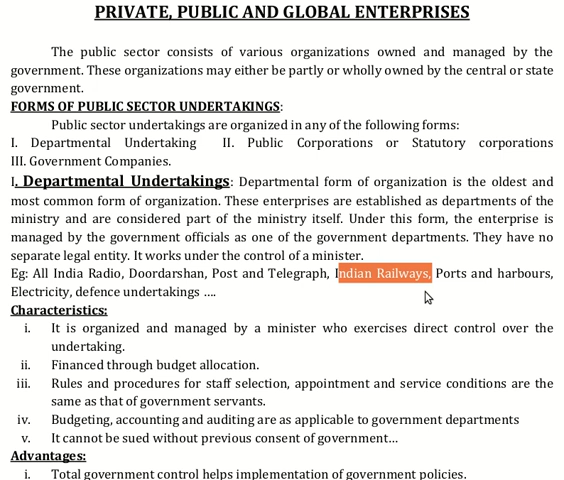 PRIVATE, PUBLIC AND GLOBAL ENTERPRISES
The public sector consists of various organizations owned and managed by the
government. These organizations may either be partly or wholly owned by the central or state
government.
FORMS OF PUBLIC SECTOR UNDERTAKINGS:
Public sector undertakings are organized in any of the following forms:
I. Departmental Undertaking II. Public Corporations or Statutory corporations
III. Government Companies.
I. Departmental Undertakings: Departmental form of organization is the oldest and
most common form of organization. These enterprises are established as departments of the
ministry and are considered part of the ministry itself. Under this form, the enterprise is
managed by the government officials as one of the government departments. They have no
separate legal entity. It works under the control of a minister.
Eg: All India Radio, Doordarshan, Post and Telegraph, Indian Railways, Ports and harbours,
Electricity, defence undertakings ....
Characteristics:
i. It is organized and managed by a minister who exercises direct control over the
undertaking.
ii. Financed through budget allocation.
iii. Rules and procedures for staff selection, appointment and service conditions are the
same as that of government servants.
iv. Budgeting, accounting and auditing are as applicable to government departments
v. It cannot be sued without previous consent of government...
Advantages:
i. Total government control helps implementation of government policies.